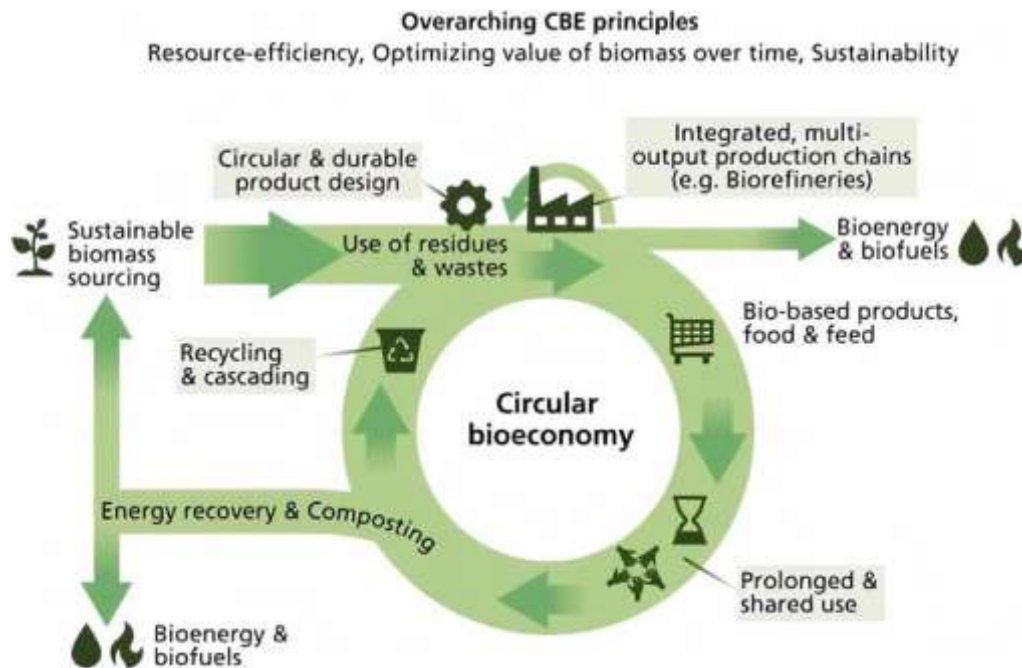 Overarching CBE principles
Resource-efficiency, Optimizing value of biomass over time, Sustainability
Circular & durable
product design
Integrated, multi-
output production chains
(e.g. Biorefineries)
Sustainable
biomass
sourcing
Use of residues
& wastes
Bioenergy
& biofuels
Bio-based products,
food & feed
Recycling
& cascading
Circular
bioeconomy
Energy recovery & Composting
Prolonged &
shared use
Bioenergy &
biofuels